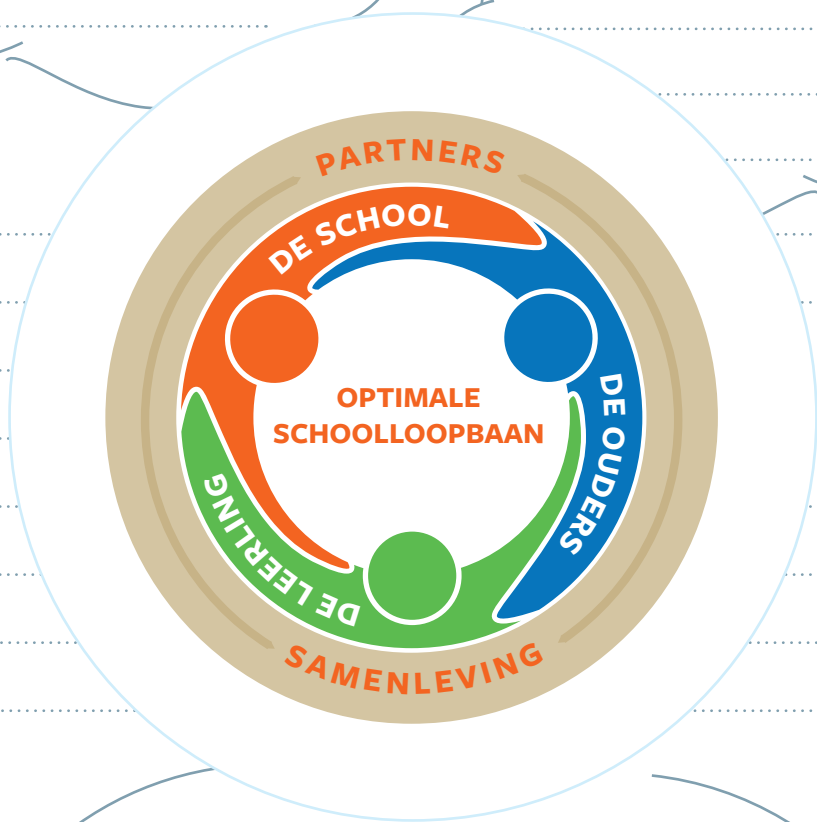 PARTNERS
DE SCHOOL
DE OUDERS
OPTIMALE
SCHOOLLOOPBAAN
DE LEERLING
SAMENLEVING